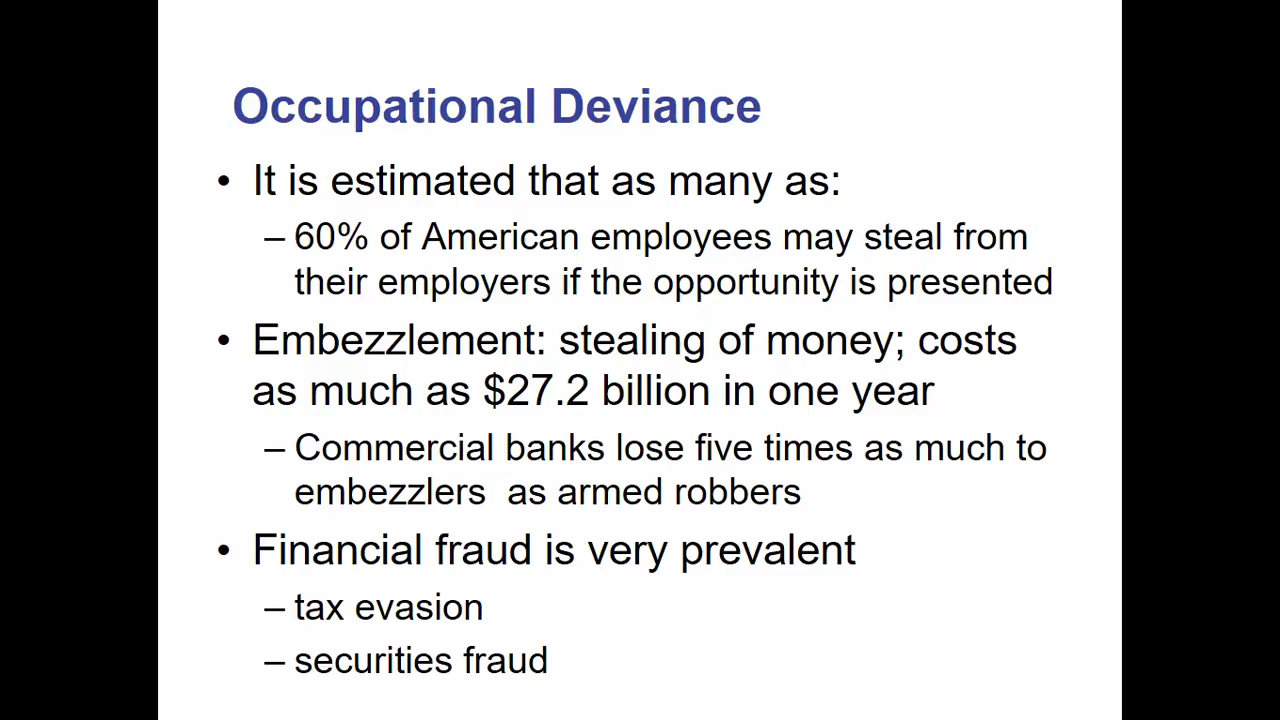 Occupational Deviance
• It is estimated that as many as:
– 60% of American employees may steal from
their employers if the opportunity is presented
• Embezzlement: stealing of money; costs
as much as $27.2 billion in one year
– Commercial banks lose five times as much to
embezzlers  as armed robbers
• Financial fraud is very prevalent
– tax evasion
– securities fraud